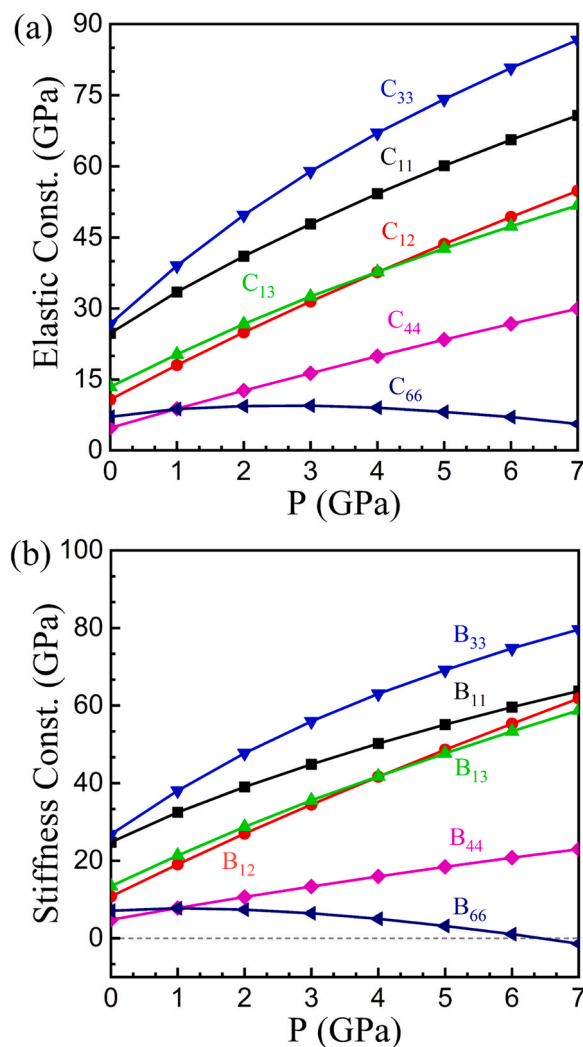 (a)
Elastic Const. (GPa)
90
75
60
45
30
15
0
C₃₃
C₁₁
C₁₂
C₁₃
C₄₄
C₆₆
0 1 2 3 4 5 6 7
P (GPa)
(b)
Stiffness Const. (GPa)
100
80
60
40
20
0
B₃₃
B₁₁
B₁₃
B₁₂
B₄₄
B₆₆
0 1 2 3 4 5 6 7
P (GPa)